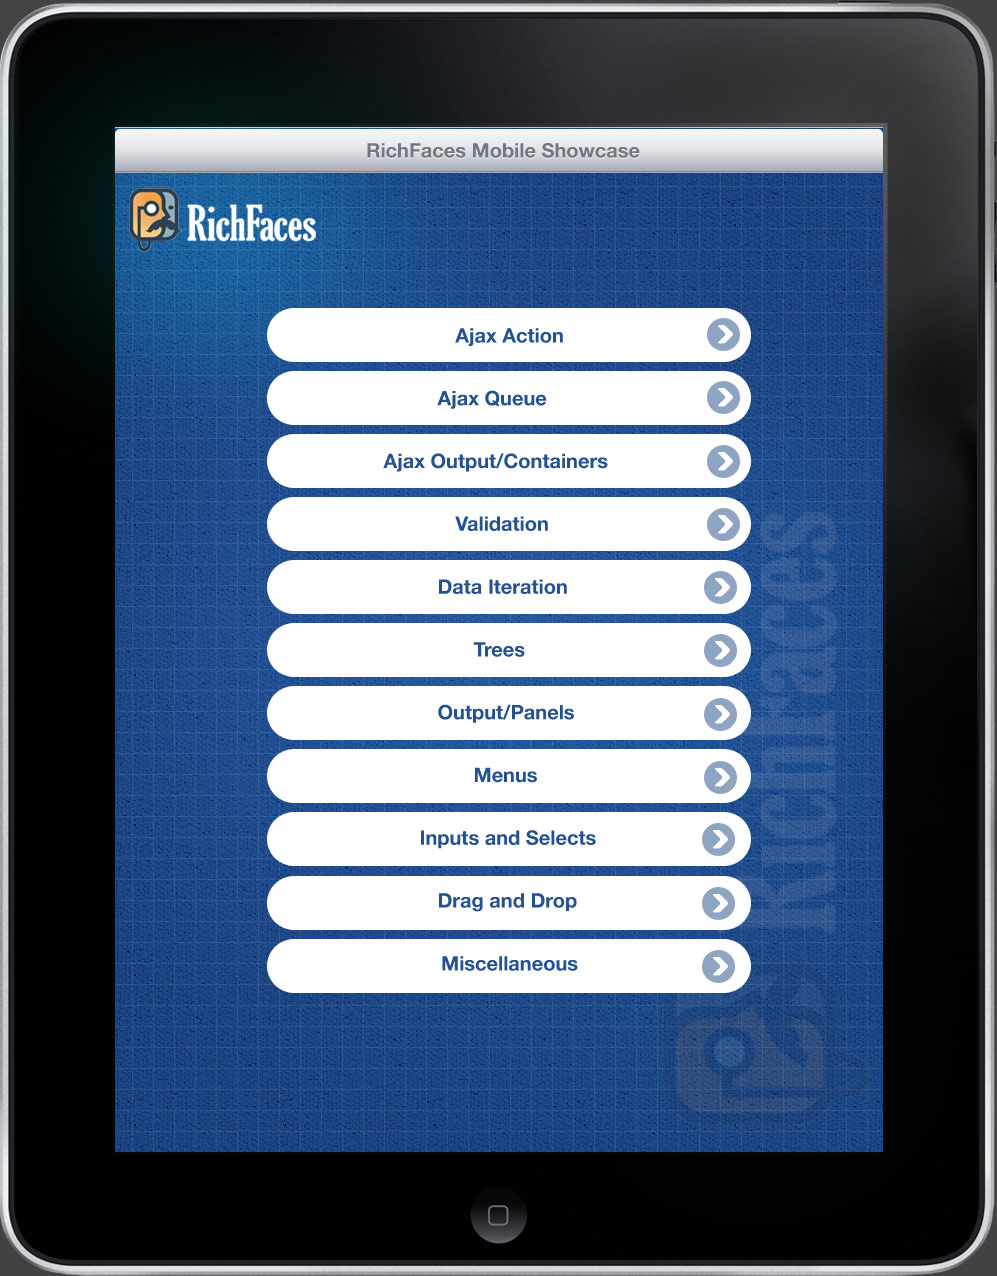 RichFaces Mobile Showcase
RichFaces
Ajax Action
Ajax Queue
Ajax Output/Containers
Validation
Data Iteration
Trees
Output/Panels
Menus
Inputs and Selects
Drag and Drop
Miscellaneous
RichFaces